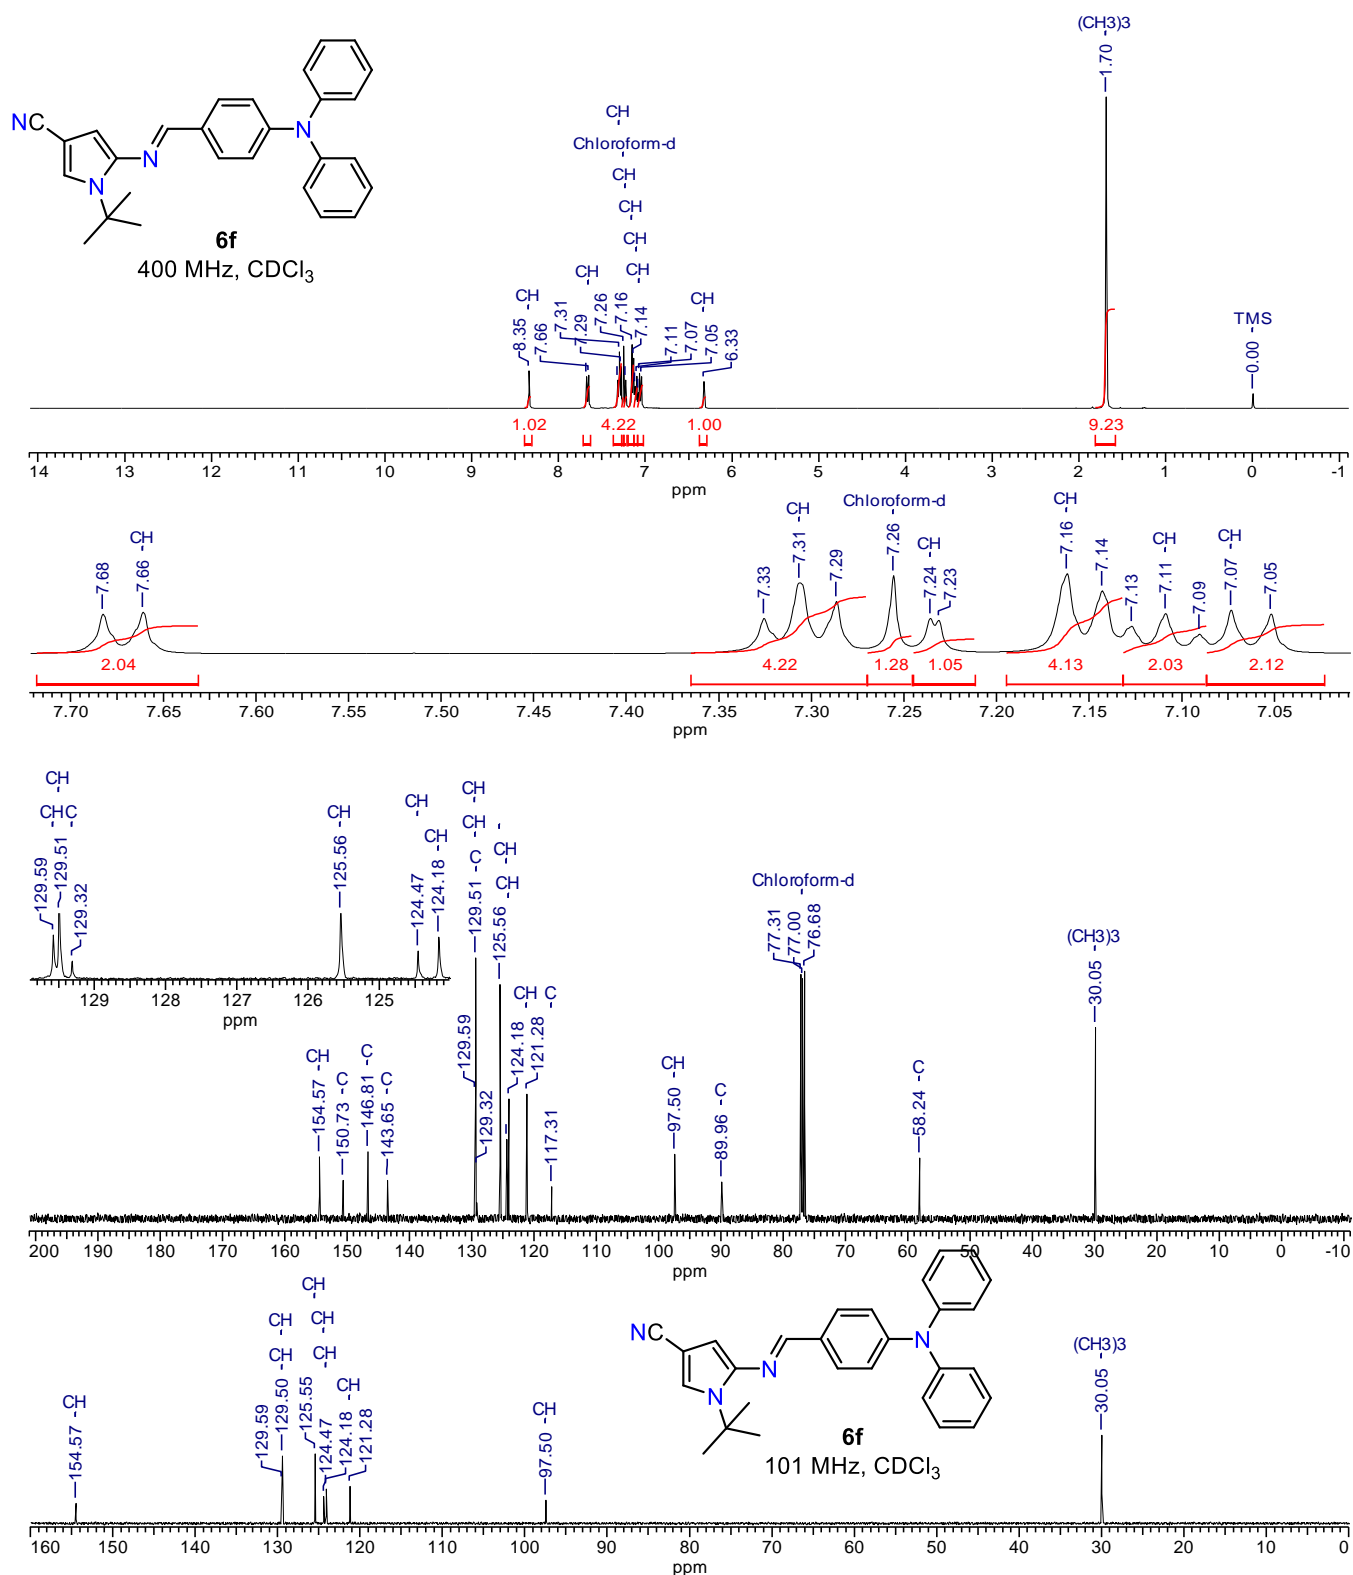 (CH3)3
1.70
N
NC
N
N
6f
400 MHz, CDCl3
CH
Chloroform-d
CH
CH
CH
CH
CH
CH
CH
TMS
8.35
7.66
7.31
7.29
7.26
7.16
7.14
7.11
7.07
7.05
6.33
0.00
1.02
4.22
1.00
9.23
14 13 12 11 10 9 8 7 6 5 4 3 2 1 0 -1
ppm
CH
CH
Chloroform-d
CH
CH
CH
CH
7.68
7.66
7.33
7.31
7.29
7.26
7.24
7.23
7.16
7.14
7.13
7.11
7.09
7.07
7.05
2.04
4.22
1.28
1.05
4.13
2.03
2.12
7.70 7.65 7.60 7.55 7.50 7.45 7.40 7.35 7.30 7.25 7.20 7.15 7.10 7.05
ppm
CH
CH C
CH
CH
CH
129.59
129.51
129.32
125.56
124.47
124.18
129 128 127 126 125
ppm
CH
CH
C
CH
CH
CH
C
Chloroform-d
(CH3)3
CH
C
C
C
CH
C
C
154.57
150.73
146.81
143.65
129.59
129.51
129.32
125.56
124.18
121.28
117.31
97.50
89.96
77.31
77.00
76.68
58.24
30.05
200 190 180 170 160 150 140 130 120 110 100 90 80 70 60 50 40 30 20 10 0 -10
ppm
CH
CH
CH
CH
CH
CH
CH
CH
(CH3)3
154.57
129.59
129.50
125.55
124.47
124.18
121.28
97.50
30.05
NC
N
N
N
6f
101 MHz, CDCl3
160 150 140 130 120 110 100 90 80 70 60 50 40 30 20 10 0
ppm